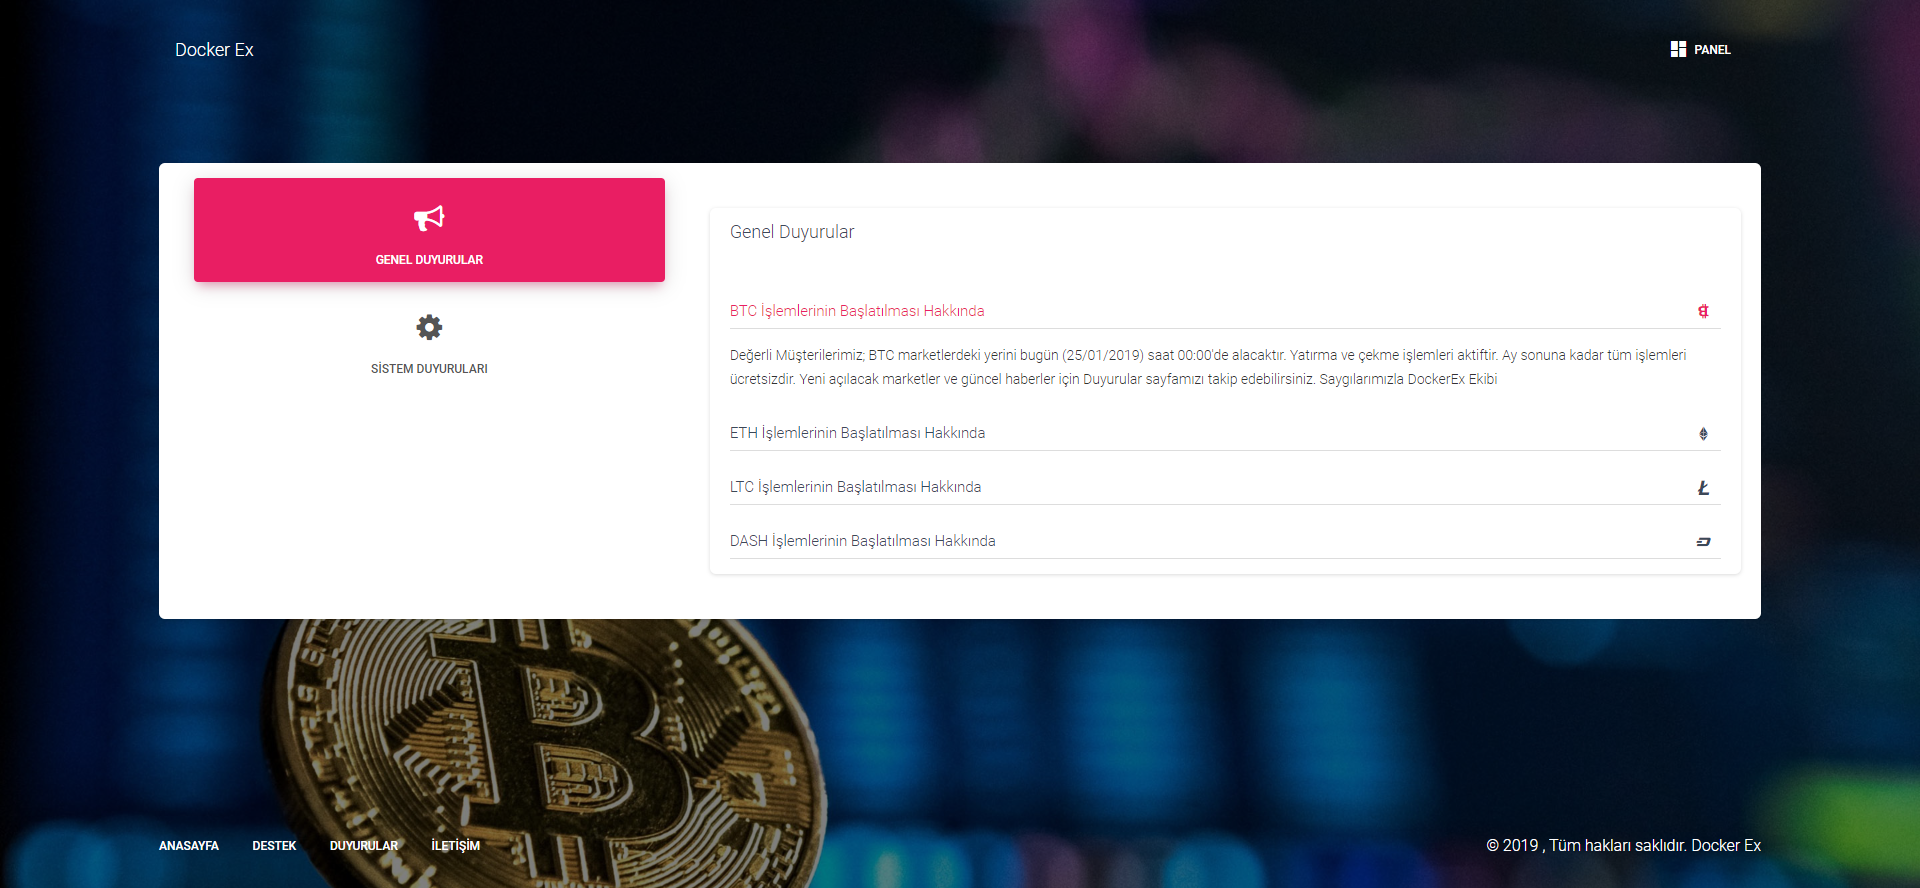 Docker Ex
PANEL
GENEL DUYURULAR
SİSTEM DUYURULARI
Genel Duyurular
BTC İşlemlerinin Başlatılması Hakkında
Değerli Müşterilerimiz; BTC marketlerdeki yerini bugün (25/01/2019) saat 00:00'de alacaktır. Yatırma ve çekme işlemleri aktiftir. Ay sonuna kadar tüm işlemleri
ücretsizdir. Yeni açılacak marketler ve güncel haberler için Duyurular sayfamızı takip edebilirsiniz. Saygılarımızla DockerEx Ekibi
ETH İşlemlerinin Başlatılması Hakkında
LTC İşlemlerinin Başlatılması Hakkında
DASH İşlemlerinin Başlatılması Hakkında
ANASAYFA DESTEK DUYURULAR İLETİŞİM
© 2019 , Tüm hakları saklıdır. Docker Ex